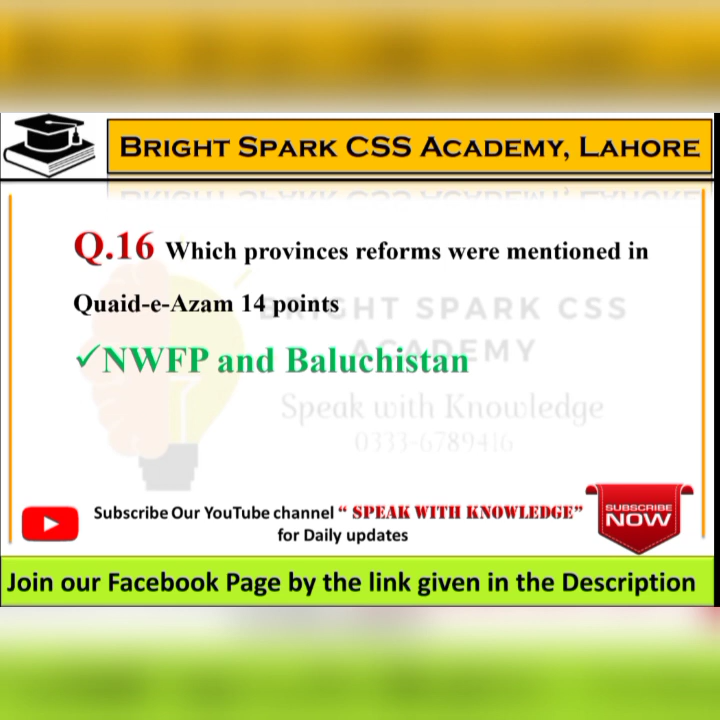 BRIGHT SPARK CSS ACADEMY, LAHORE
Q.16 Which provinces reforms were mentioned in
Quaid-e-Azam 14 points
BRIGHT SPARK CSS
ACADEMY
✓NWFP and Baluchistan
Speak with Knowledge
0333-6789416
Subscribe Our YouTube channel “ SPEAK WITH KNOWLEDGE”
for Daily updates
SUBSCRIBE
NOW
Join our Facebook Page by the link given in the Description